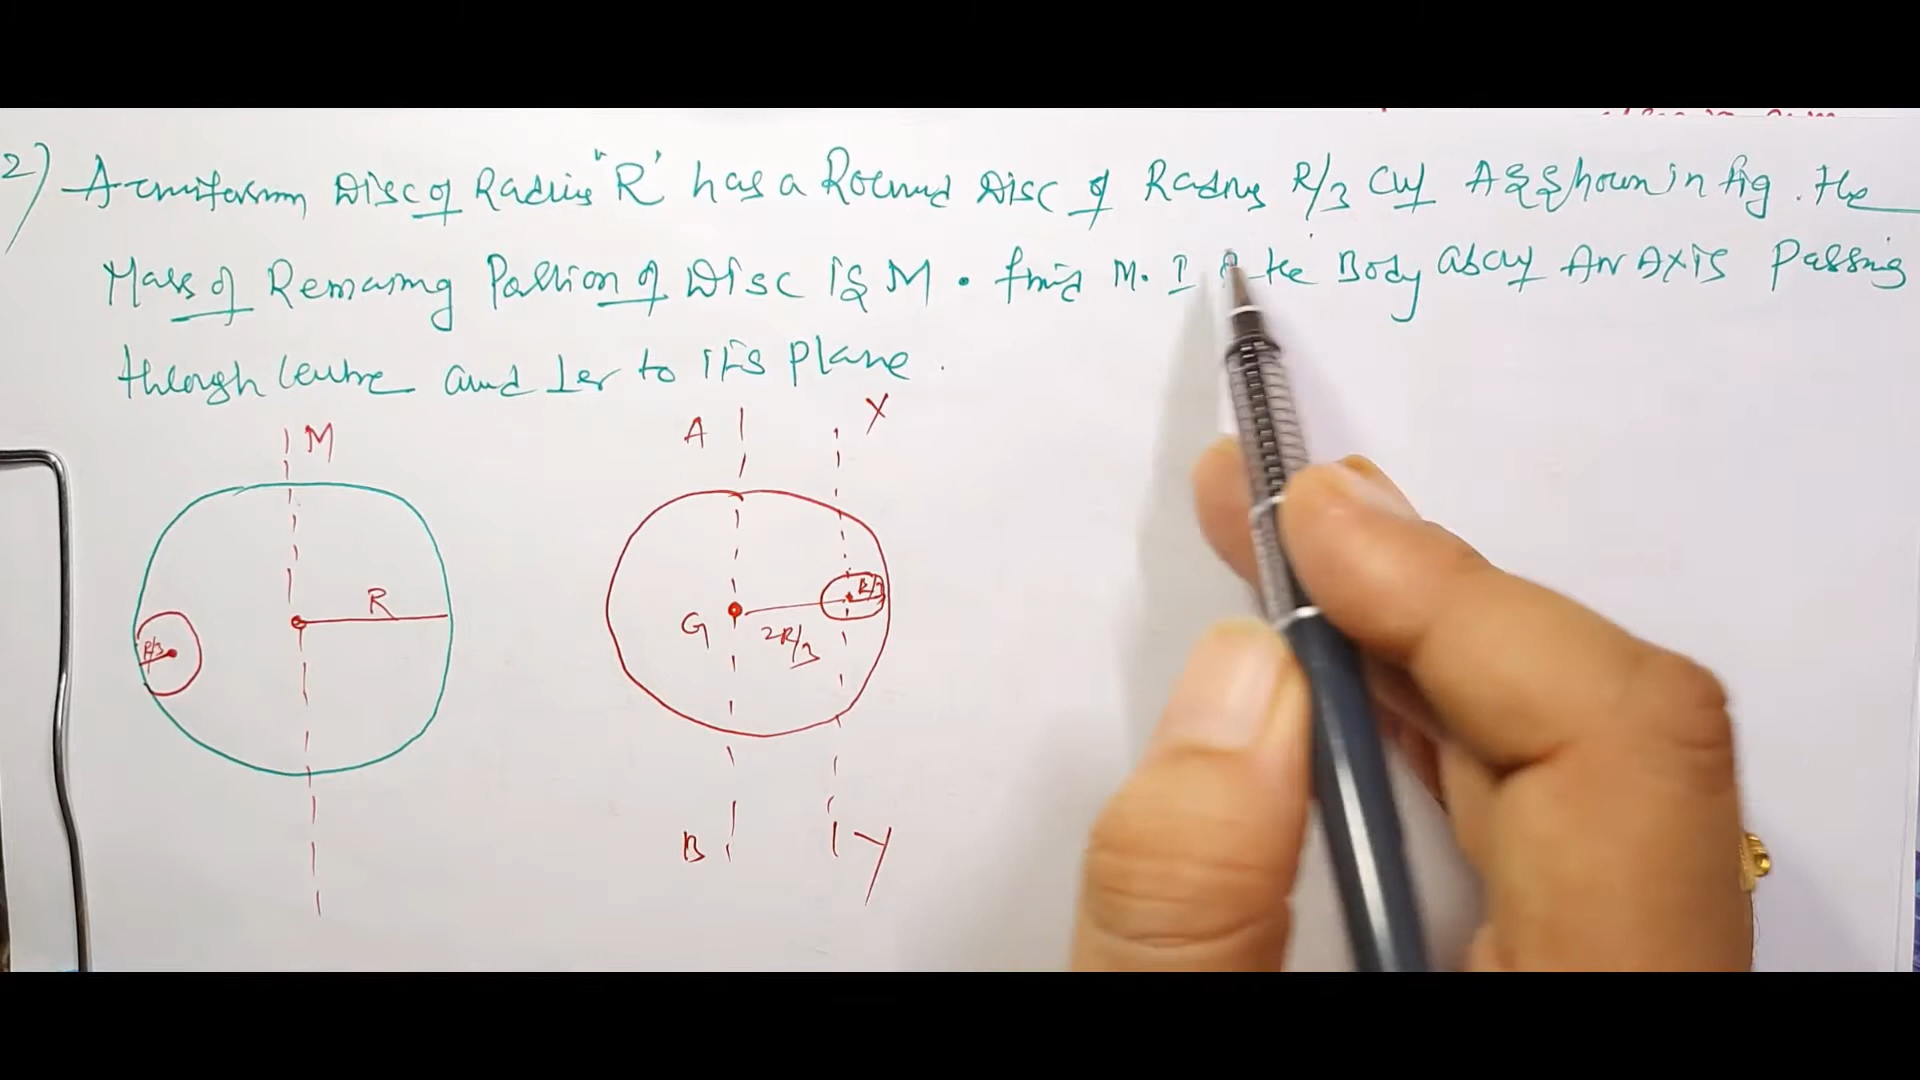 2) A uniform Disc of Radius "R" has a Round Disc of Radius R/3 cut As shown in fig. The
Mass of Remaining Portion of Disc is M. find M.I of the Body about An Axis Passing
through centre and ⊥er to its plane.
M
A
X
R
R/3
R/3
G
2R/3
B
Y